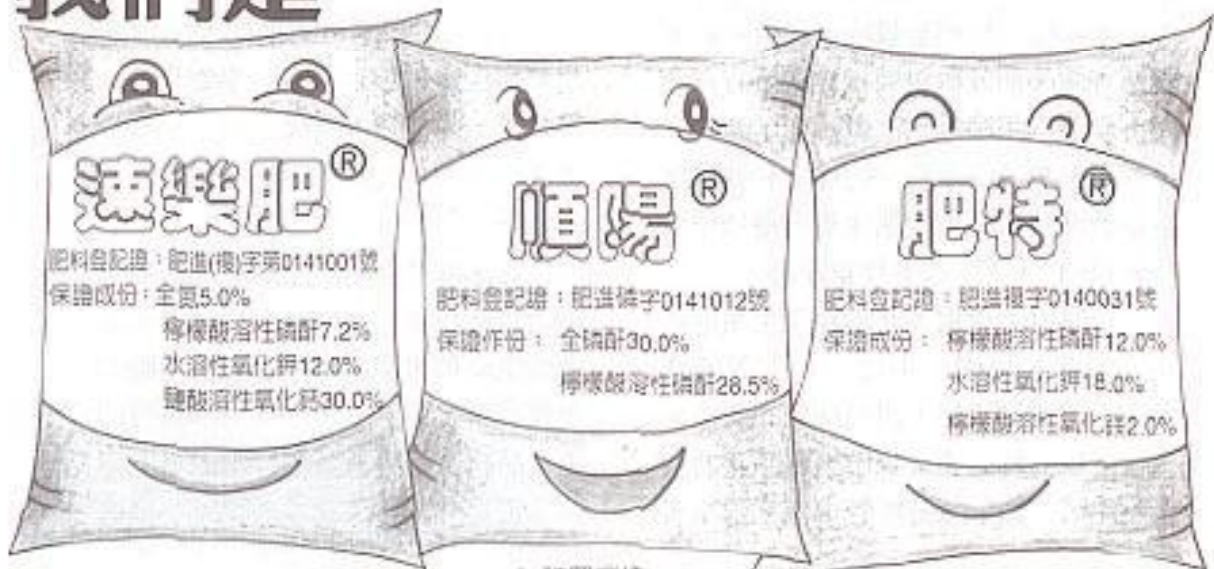 我們是
速樂肥®
肥料登記證：肥進(複)字第0141001號
保證成份：全氮5.0%
檸檬酸溶性磷酐7.2%
水溶性氧化鉀12.0%
鹽酸溶性氧化鈣30.0%
順陽®
肥料登記證：肥進磷字0141012號
保證作份：全磷酐30.0%
檸檬酸溶性磷酐28.5%
肥特®
肥料登記證：肥進複字0140031號
保證成份：檸檬酸溶性磷酐12.0%
水溶性氧化鉀18.0%
檸檬酸溶性氧化鎂2.0%